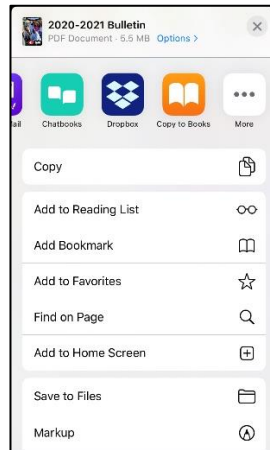 2020-2021 Bulletin
PDF Document · 5.5 MB Options >
ail Chatbooks Dropbox Copy to Books More
Copy
Add to Reading List
Add Bookmark
Add to Favorites
Find on Page
Add to Home Screen
Save to Files
Markup